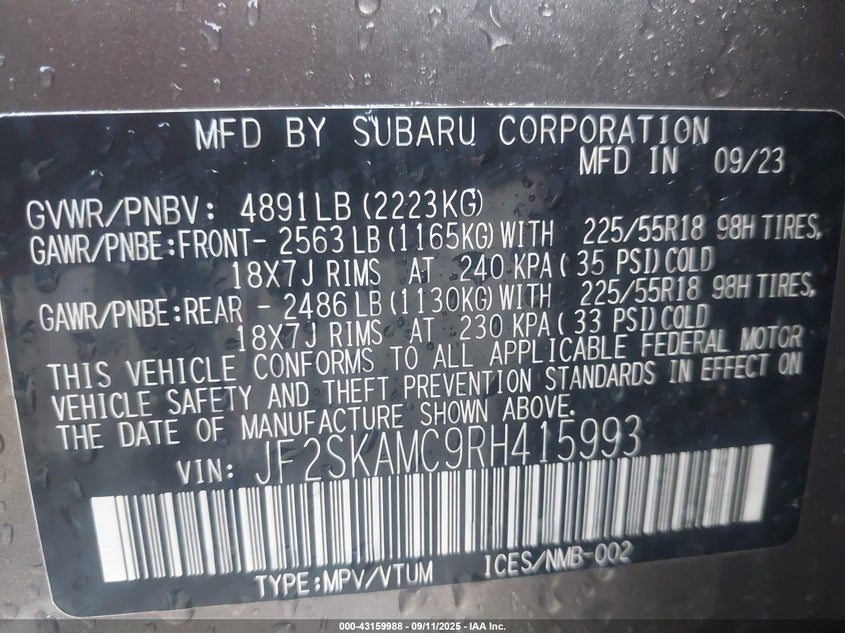 MFD BY SUBARU CORPORATION
MFD IN 09/23
GVWR/PNBV: 4891LB (2223KG)
GAWR/PNBE:FRONT- 2563LB (1165KG) WITH 225/55R18 98H TIRES,
18X7J RIMS AT 240 KPA( 35 PSI)COLD
GAWR/PNBE:REAR - 2486LB (1130KG) WITH 225/55R18 98H TIRES,
18X7J RIMS AT 230 KPA( 33 PSI)COLD
THIS VEHICLE CONFORMS TO ALL APPLICABLE FEDERAL MOTOR
VEHICLE SAFETY AND THEFT PREVENTION STANDARDS IN EFFECT ON
THE DATE OF MANUFACTURE SHOWN ABOVE.
VIN: JF2SKAMC9RH415993
TYPE:MPV/VTUM ICES/NMB-002
000-43159988 - 09/11/2025 - IAA Inc.